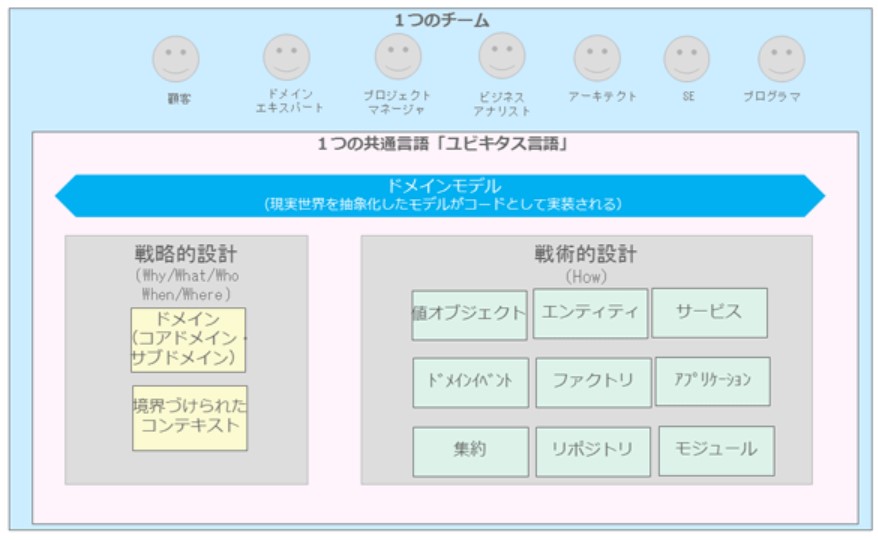 １つのチーム
顧客
ドメイン
エキスパート
プロジェクト
マネージャ
ビジネス
アナリスト
アーキテクト
SE
プログラマ
１つの共通言語「ユビキタス言語」
ドメインモデル
（現実世界を抽象化したモデルがコードとして実装される）
戦略的設計
(Why/What/Who
When/Where)
ドメイン
（コアドメイン・
サブドメイン）
境界づけられた
コンテキスト
戦術的設計
(How)
値オブジェクト
エンティティ
サービス
ﾄﾞﾒｲﾝｲﾍﾞﾝﾄ
ファクトリ
ｱﾌﾟﾘｹｰｼｮﾝ
集約
リポジトリ
モジュール